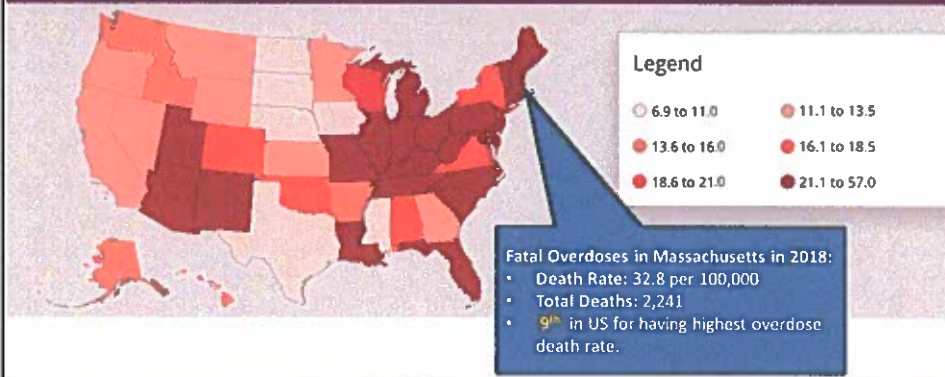 Legend
6.9 to 11.0
11.1 to 13.5
13.6 to 16.0
16.1 to 18.5
18.6 to 21.0
21.1 to 57.0
Fatal Overdoses in Massachusetts in 2018:
• Death Rate: 32.8 per 100,000
• Total Deaths: 2,241
• 9th in US for having highest overdose
death rate.